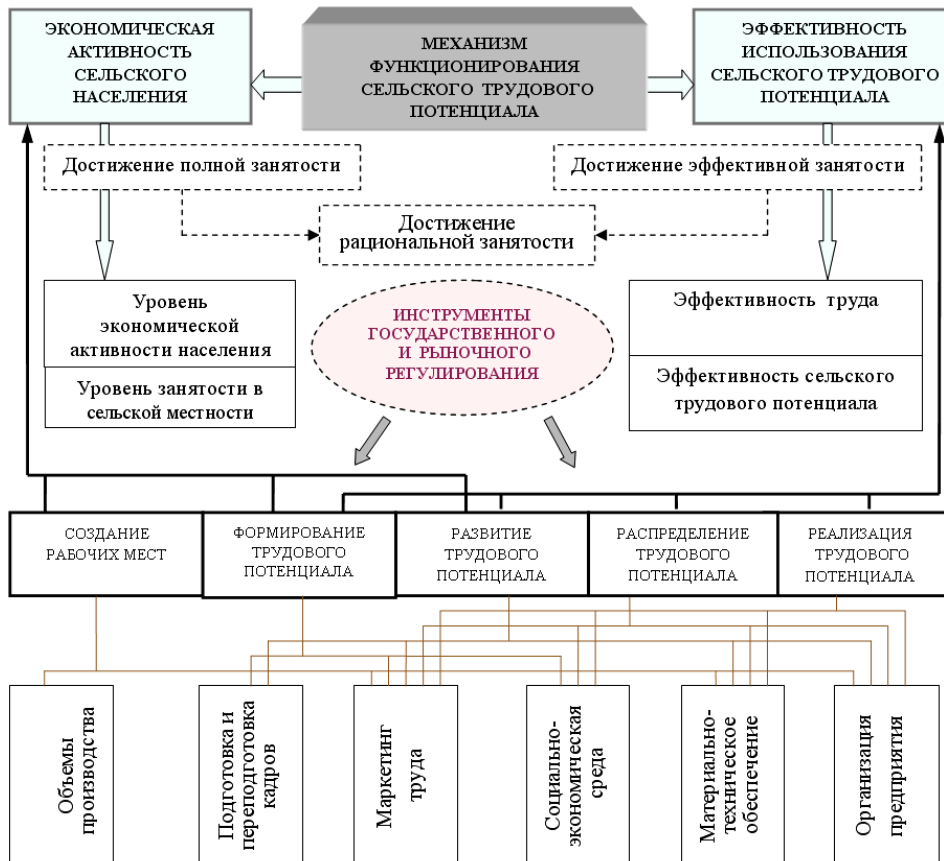 ЭКОНОМИЧЕСКАЯ
АКТИВНОСТЬ
СЕЛЬСКОГО
НАСЕЛЕНИЯ
МЕХАНИЗМ
ФУНКЦИОНИРОВАНИЯ
СЕЛЬСКОГО ТРУДОВОГО
ПОТЕНЦИАЛА
ЭФФЕКТИВНОСТЬ
ИСПОЛЬЗОВАНИЯ
СЕЛЬСКОГО ТРУДОВОГО
ПОТЕНЦИАЛА
Достижение полной занятости
Достижение эффективной занятости
Достижение
рациональной занятости
Уровень
экономической
активности населения
Уровень занятости в
сельской местности
ИНСТРУМЕНТЫ
ГОСУДАРСТВЕННОГО
И РЫНОЧНОГО
РЕГУЛИРОВАНИЯ
Эффективность труда
Эффективность сельского
трудового потенциала
СОЗДАНИЕ
РАБОЧИХ МЕСТ
ФОРМИРОВАНИЕ
ТРУДОВОГО
ПОТЕНЦИАЛА
РАЗВИТИЕ
ТРУДОВОГО
ПОТЕНЦИАЛА
РАСПРЕДЕЛЕНИЕ
ТРУДОВОГО
ПОТЕНЦИАЛА
РЕАЛИЗАЦИЯ
ТРУДОВОГО
ПОТЕНЦИАЛА
Объемы
производства
Подготовка и
переподготовка
кадров
Маркетинг
труда
Социально-
экономическая
среда
Материально-
техническое
обеспечение
Организация
предприятия